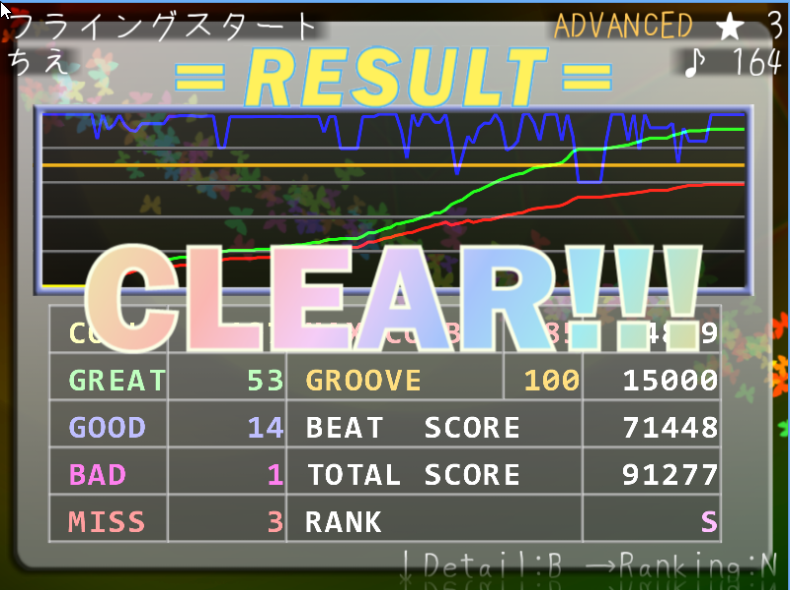 フライングスタート ADVANCED ★ 3
ちえ ♪ 164
= RESULT =
CLEAR!!!
GREAT 53 GROOVE 100 15000
GOOD 14 BEAT SCORE 71448
BAD 1 TOTAL SCORE 91277
MISS 3 RANK S
↓Detail:B →Ranking:N